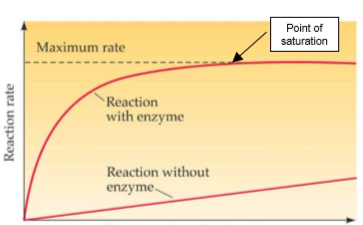 Point of
saturation
Maximum rate
Reaction
with enzyme
Reaction without
enzyme
Reaction rate